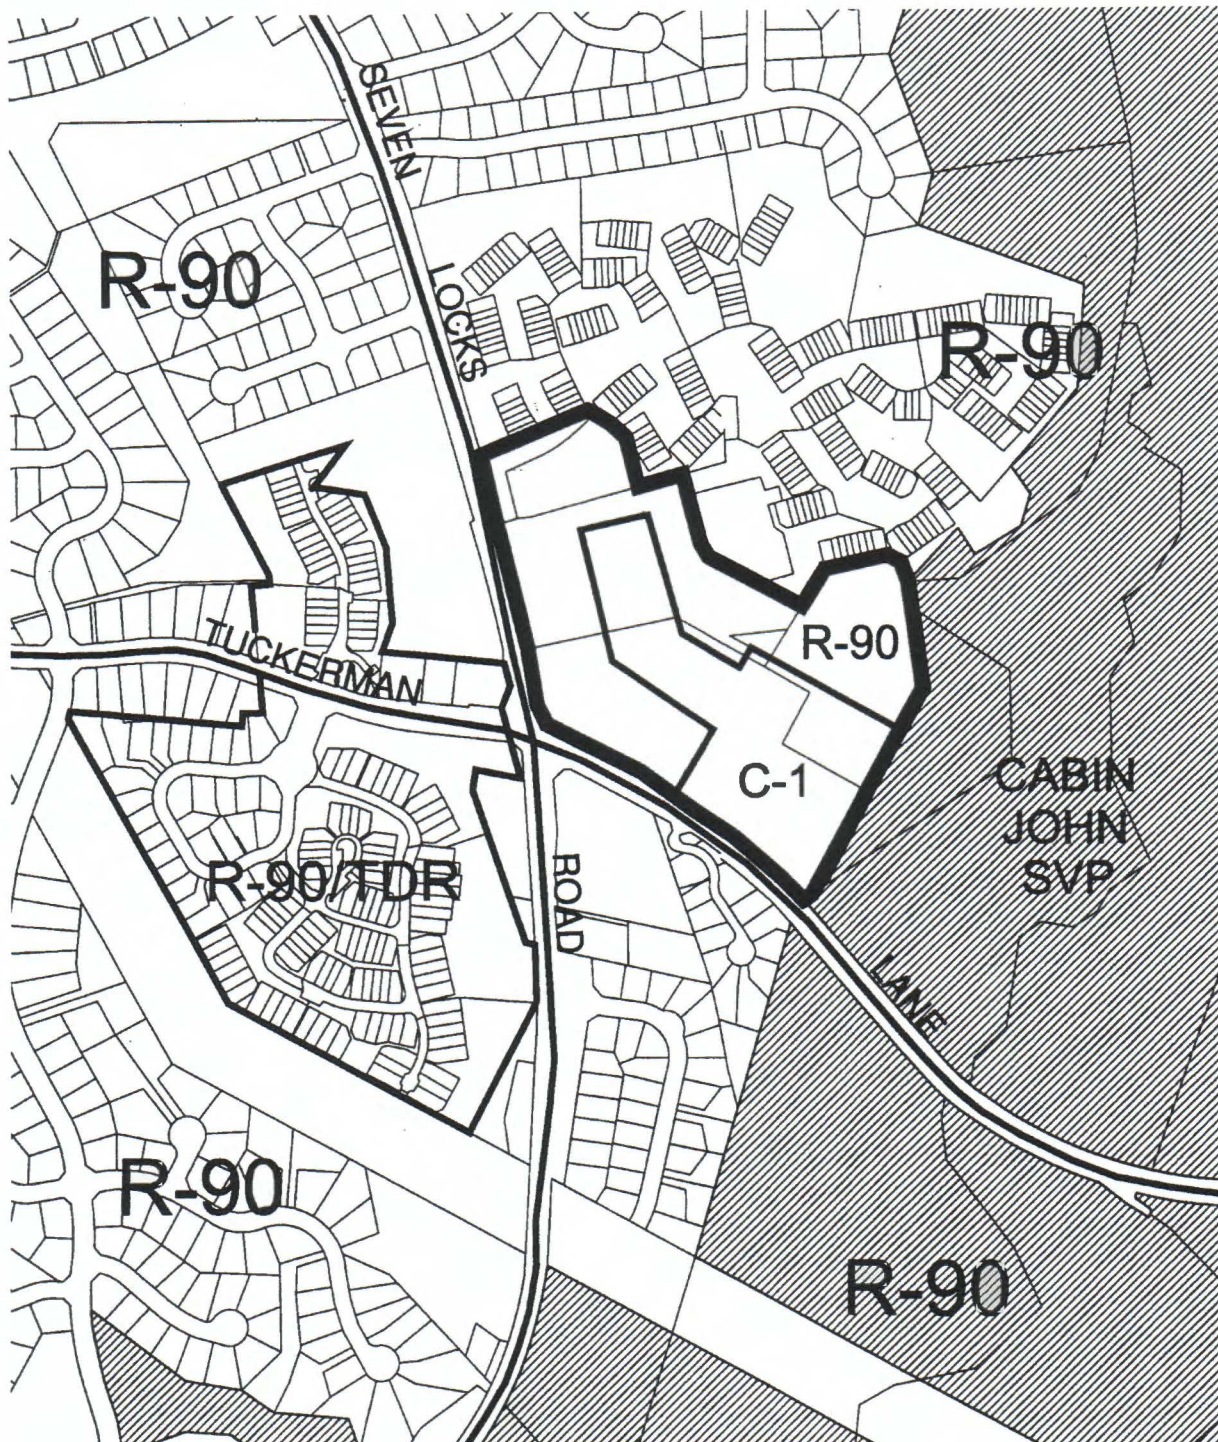 SEVEN
LOCKS
R-90
R-90
R-90
TUCKERMAN
C-1
CABIN
JOHN
SVP
R-90/TDR
ROAD
LANE
R-90
R-90